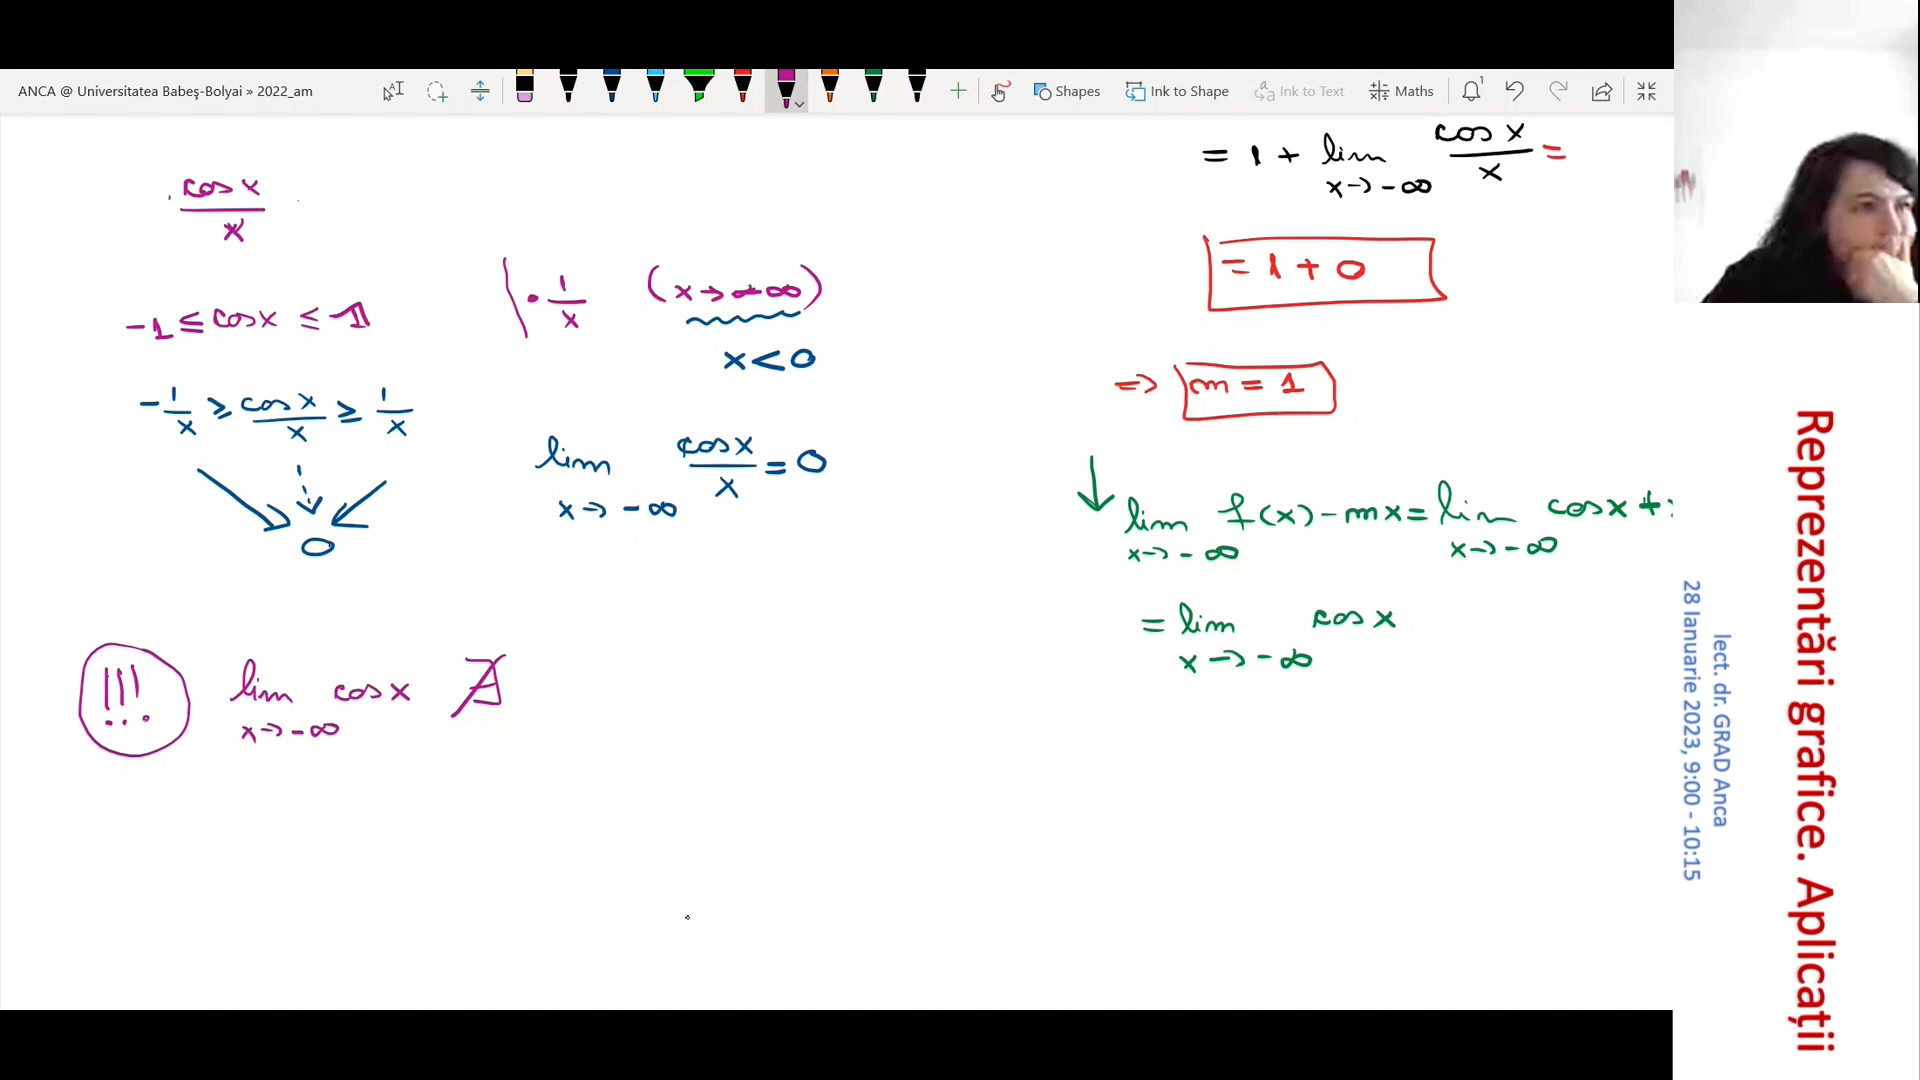 ANCA @ Universitatea Babeş-Bolyai » 2022_am
Shapes
Ink to Shape
Ink to Text
Maths
1
cos x / x
-1 ≤ cos x ≤ 1 | · 1/x (x → -∞)
x < 0
-1/x ≥ cos x / x ≥ 1/x
0
lim x → -∞ cos x / x = 0
!!! lim x → -∞ cos x ∄
= 1 + lim x → -∞ cos x / x =
= 1 + 0
=> m = 1
lim x → -∞ f(x) - mx = lim x → -∞ cos x +
= lim x → -∞ cos x
Reprezentări grafice. Aplicații
lect. dr. GRAD Anca
28 Ianuarie 2023, 9:00 - 10:15